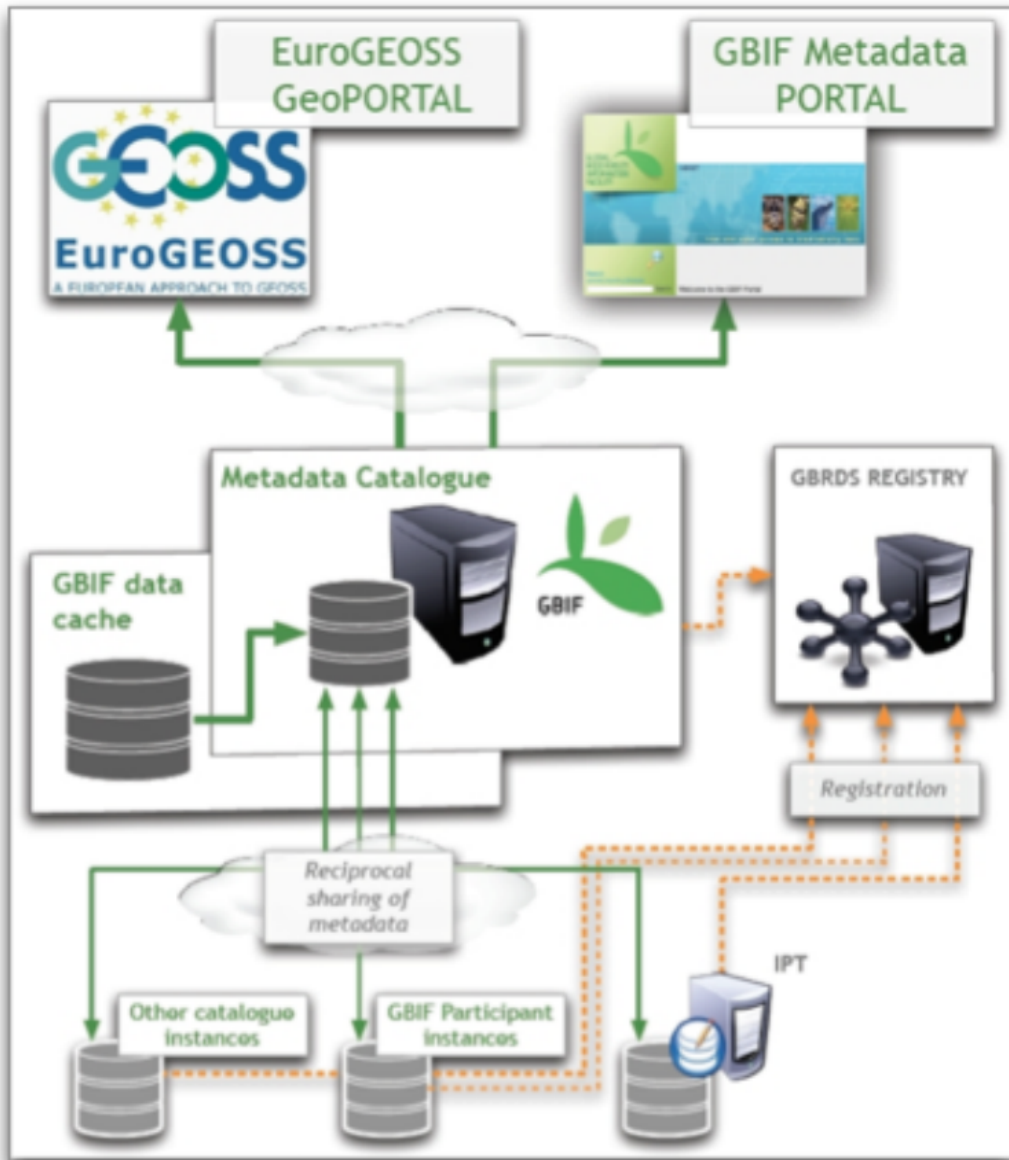 EuroGEOSS
GeoPORTAL
GBIF Metadata
PORTAL
GEOSS
EuroGEOSS
A EUROPEAN APPROACH TO GEOSS
Metadata Catalogue
GBIF
GBRDS REGISTRY
GBIF data
cache
Registration
Reciprocal
sharing of
metadata
IPT
Other catalogue
instances
GBIF Participant
instances